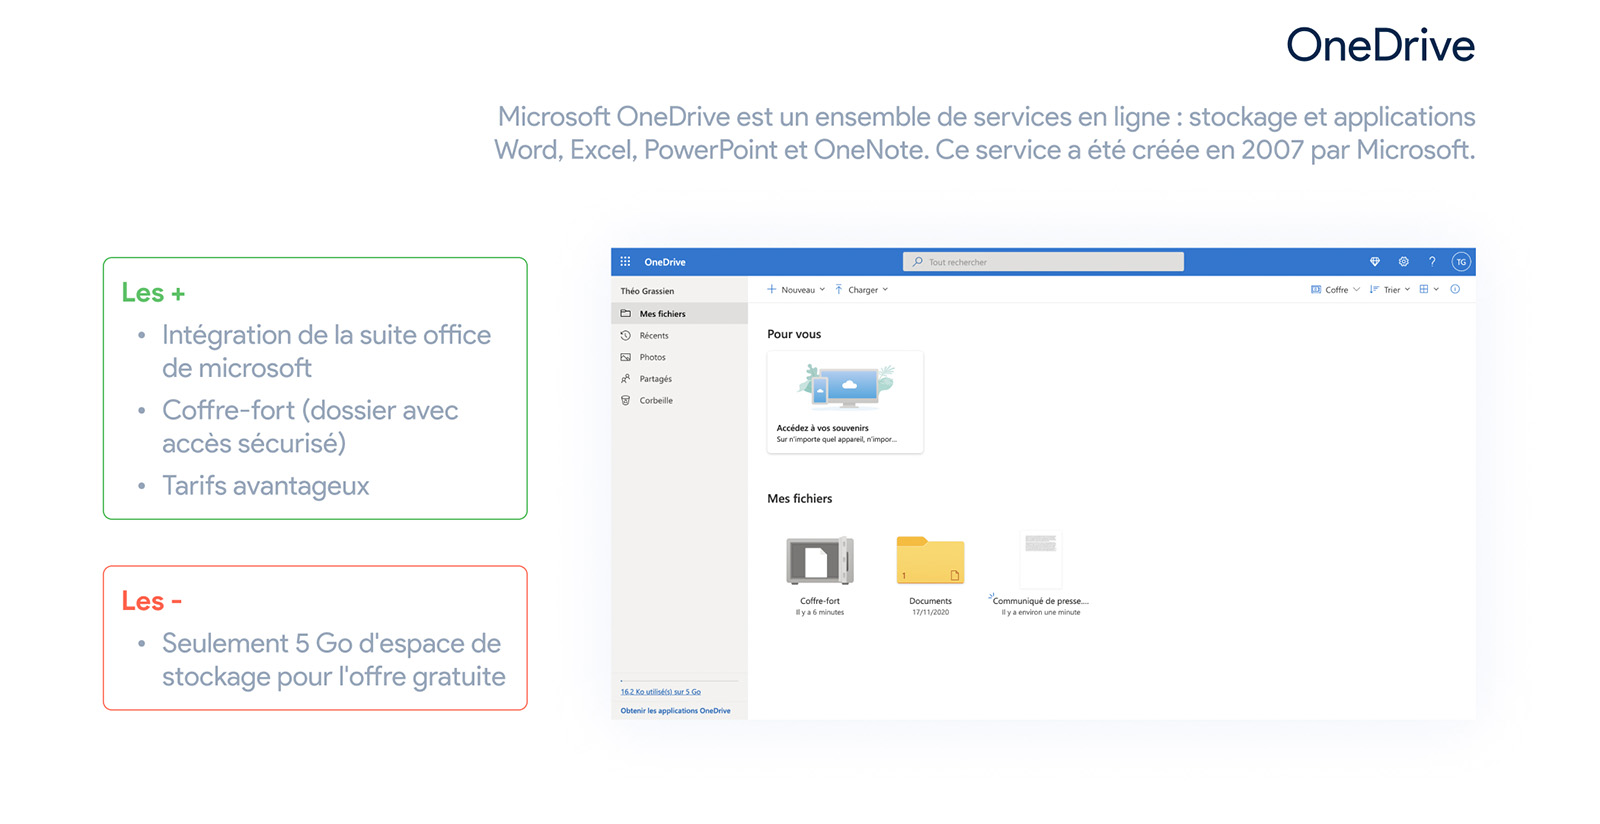 OneDrive
Microsoft OneDrive est un ensemble de services en ligne : stockage et applications
Word, Excel, PowerPoint et OneNote. Ce service a été créée en 2007 par Microsoft.
Les +
• Intégration de la suite office
de microsoft
• Coffre-fort (dossier avec
accès sécurisé)
• Tarifs avantageux
Les -
• Seulement 5 Go d'espace de
stockage pour l'offre gratuite
OneDrive
Tout rechercher
?
TG
Théo Grassien
Mes fichiers
Récents
Photos
Partagés
Corbeille
16.2 Ko utilisé(s) sur 5 Go
Obtenir les applications OneDrive
+ Nouveau
Charger
Coffre
Trier
Pour vous
Accédez à vos souvenirs
Sur n'importe quel appareil, n'impor...
Mes fichiers
1
Coffre-fort
Il y a 6 minutes
Documents
17/11/2020
Communiqué de presse....
Il y a environ une minute